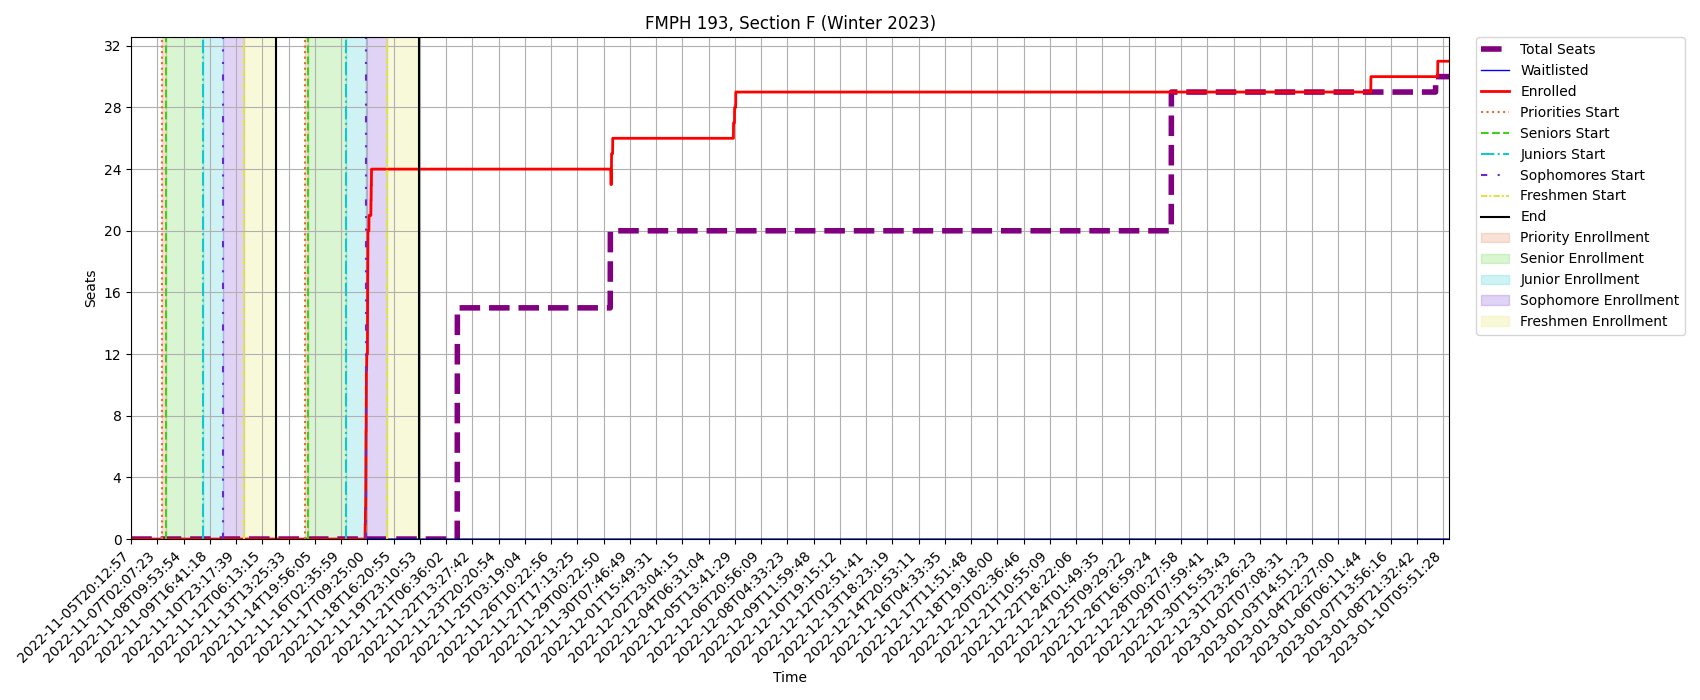 FMPH 193, Section F (Winter 2023)
Seats
32
28
24
20
16
12
8
4
0
2022-11-05T20:12:57
2022-11-07T02:07:23
2022-11-08T09:53:54
2022-11-09T16:41:18
2022-11-10T23:17:39
2022-11-12T06:13:15
2022-11-13T13:25:33
2022-11-14T19:56:05
2022-11-16T02:35:59
2022-11-17T09:25:00
2022-11-18T16:20:55
2022-11-19T23:10:53
2022-11-21T06:36:02
2022-11-23T13:27:42
2022-11-23T20:20:54
2022-11-25T03:19:04
2022-11-26T10:22:56
2022-11-27T17:13:25
2022-11-29T00:22:50
2022-11-30T07:46:49
2022-12-01T15:49:31
2022-12-02T23:04:15
2022-12-04T06:31:04
2022-12-05T13:41:29
2022-12-06T20:56:09
2022-12-08T04:33:23
2022-12-09T11:59:48
2022-12-10T19:15:12
2022-12-12T02:51:41
2022-12-13T18:23:19
2022-12-14T20:53:11
2022-12-16T04:33:35
2022-12-17T11:51:48
2022-12-18T19:18:00
2022-12-20T02:36:46
2022-12-21T10:55:09
2022-12-22T18:22:06
2022-12-24T01:49:35
2022-12-25T09:29:22
2022-12-26T16:59:24
2022-12-28T00:27:58
2022-12-29T07:59:41
2022-12-30T15:53:43
2022-12-31T23:26:23
2023-01-02T07:08:31
2023-01-03T14:51:23
2023-01-04T22:27:00
2023-01-06T06:11:44
2023-01-07T13:56:16
2023-01-08T21:32:42
2023-01-10T05:51:28
Time
Total Seats
Waitlisted
Enrolled
Priorities Start
Seniors Start
Juniors Start
Sophomores Start
Freshmen Start
End
Priority Enrollment
Senior Enrollment
Junior Enrollment
Sophomore Enrollment
Freshmen Enrollment